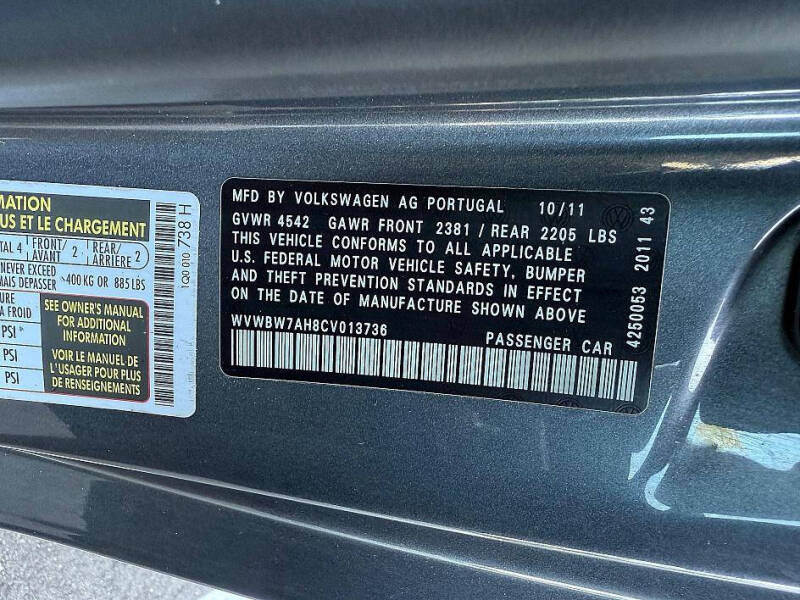 MATION
US ET LE CHARGEMENT
TAL 4 FRONT/ AVANT 2 REAR/ ARRIÈRE 2
NEVER EXCEED
MAIS DEPASSER 400 KG OR 885 LBS
URE
A FROID
PSI
PSI
SEE OWNER'S MANUAL
FOR ADDITIONAL
INFORMATION
VOIR LE MANUEL DE
L'USAGER POUR PLUS
DE RENSEIGNEMENTS
1Q0 010 738 H
MFD BY VOLKSWAGEN AG PORTUGAL 10/11
GVWR 4542 GAWR FRONT 2381 / REAR 2205 LBS
THIS VEHICLE CONFORMS TO ALL APPLICABLE
U.S. FEDERAL MOTOR VEHICLE SAFETY, BUMPER
AND THEFT PREVENTION STANDARDS IN EFFECT
ON THE DATE OF MANUFACTURE SHOWN ABOVE
WVWBW7AH8CV013736 PASSENGER CAR
4250053 2011 43